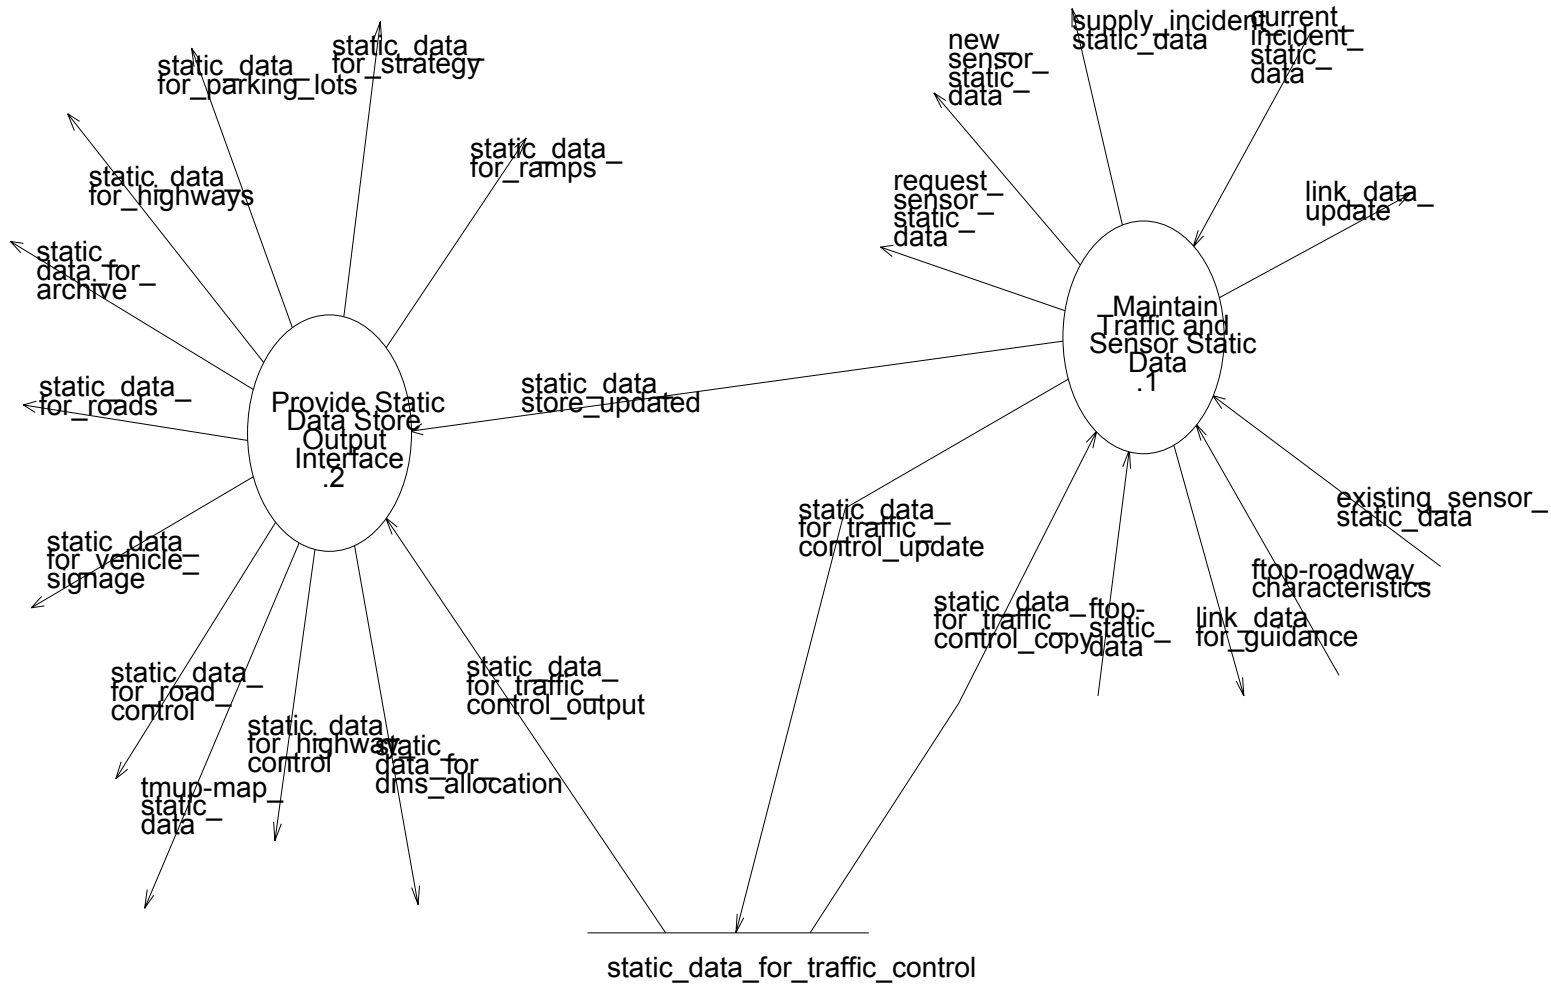 static_data_
for_strategy
static_data_
for_parking_lots
static_data_
for_ramps
static_data_
for_highways
static_
data_for_
archive
static_data_
for_roads
Provide Static
Data Store
Output
Interface
.2
static_data_
store_updated
static_data_
for_vehicle_
signage
static_data_
for_road_
control
tmup-map_
static_
data
static_data_
for_highway_
control
static_
data_for_
dms_allocation
static_data_
for_traffic_
control_output
new_
sensor_
static_
data
supply_incident_
static_data
current_
incident_
static_
data
request_
sensor_
static_
data
link_data_
update
Maintain
Traffic and
Sensor Static
Data
.1
static_data_
for_traffic_
control_update
static_data_
for_traffic_
control_copy
ftop-
static_
data
link_data_
for_guidance
ftop-roadway_
characteristics
existing_sensor_
static_data
static_data_for_traffic_control